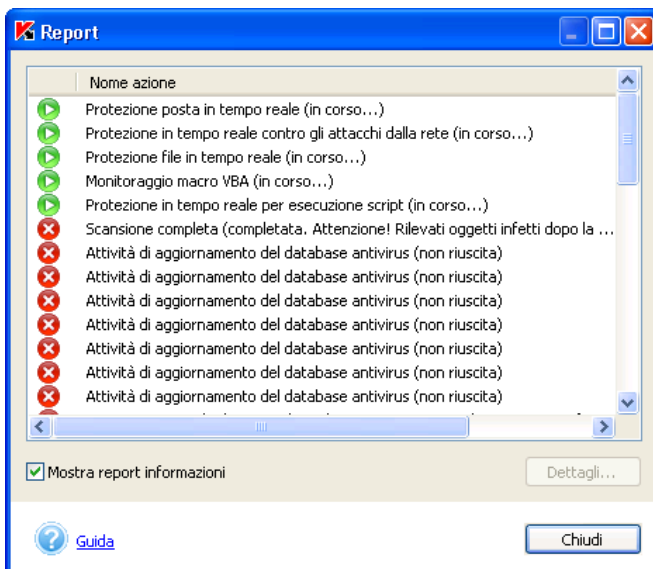 Report
Nome azione
Protezione posta in tempo reale (in corso...)
Protezione in tempo reale contro gli attacchi dalla rete (in corso...)
Protezione file in tempo reale (in corso...)
Monitoraggio macro VBA (in corso...)
Protezione in tempo reale per esecuzione script (in corso...)
Scansione completa (completata. Attenzione! Rilevati oggetti infetti dopo la ...
Attività di aggiornamento del database antivirus (non riuscita)
Attività di aggiornamento del database antivirus (non riuscita)
Attività di aggiornamento del database antivirus (non riuscita)
Attività di aggiornamento del database antivirus (non riuscita)
Attività di aggiornamento del database antivirus (non riuscita)
Attività di aggiornamento del database antivirus (non riuscita)
Attività di aggiornamento del database antivirus (non riuscita)
Mostra report informazioni
Dettagli...
Guida
Chiudi